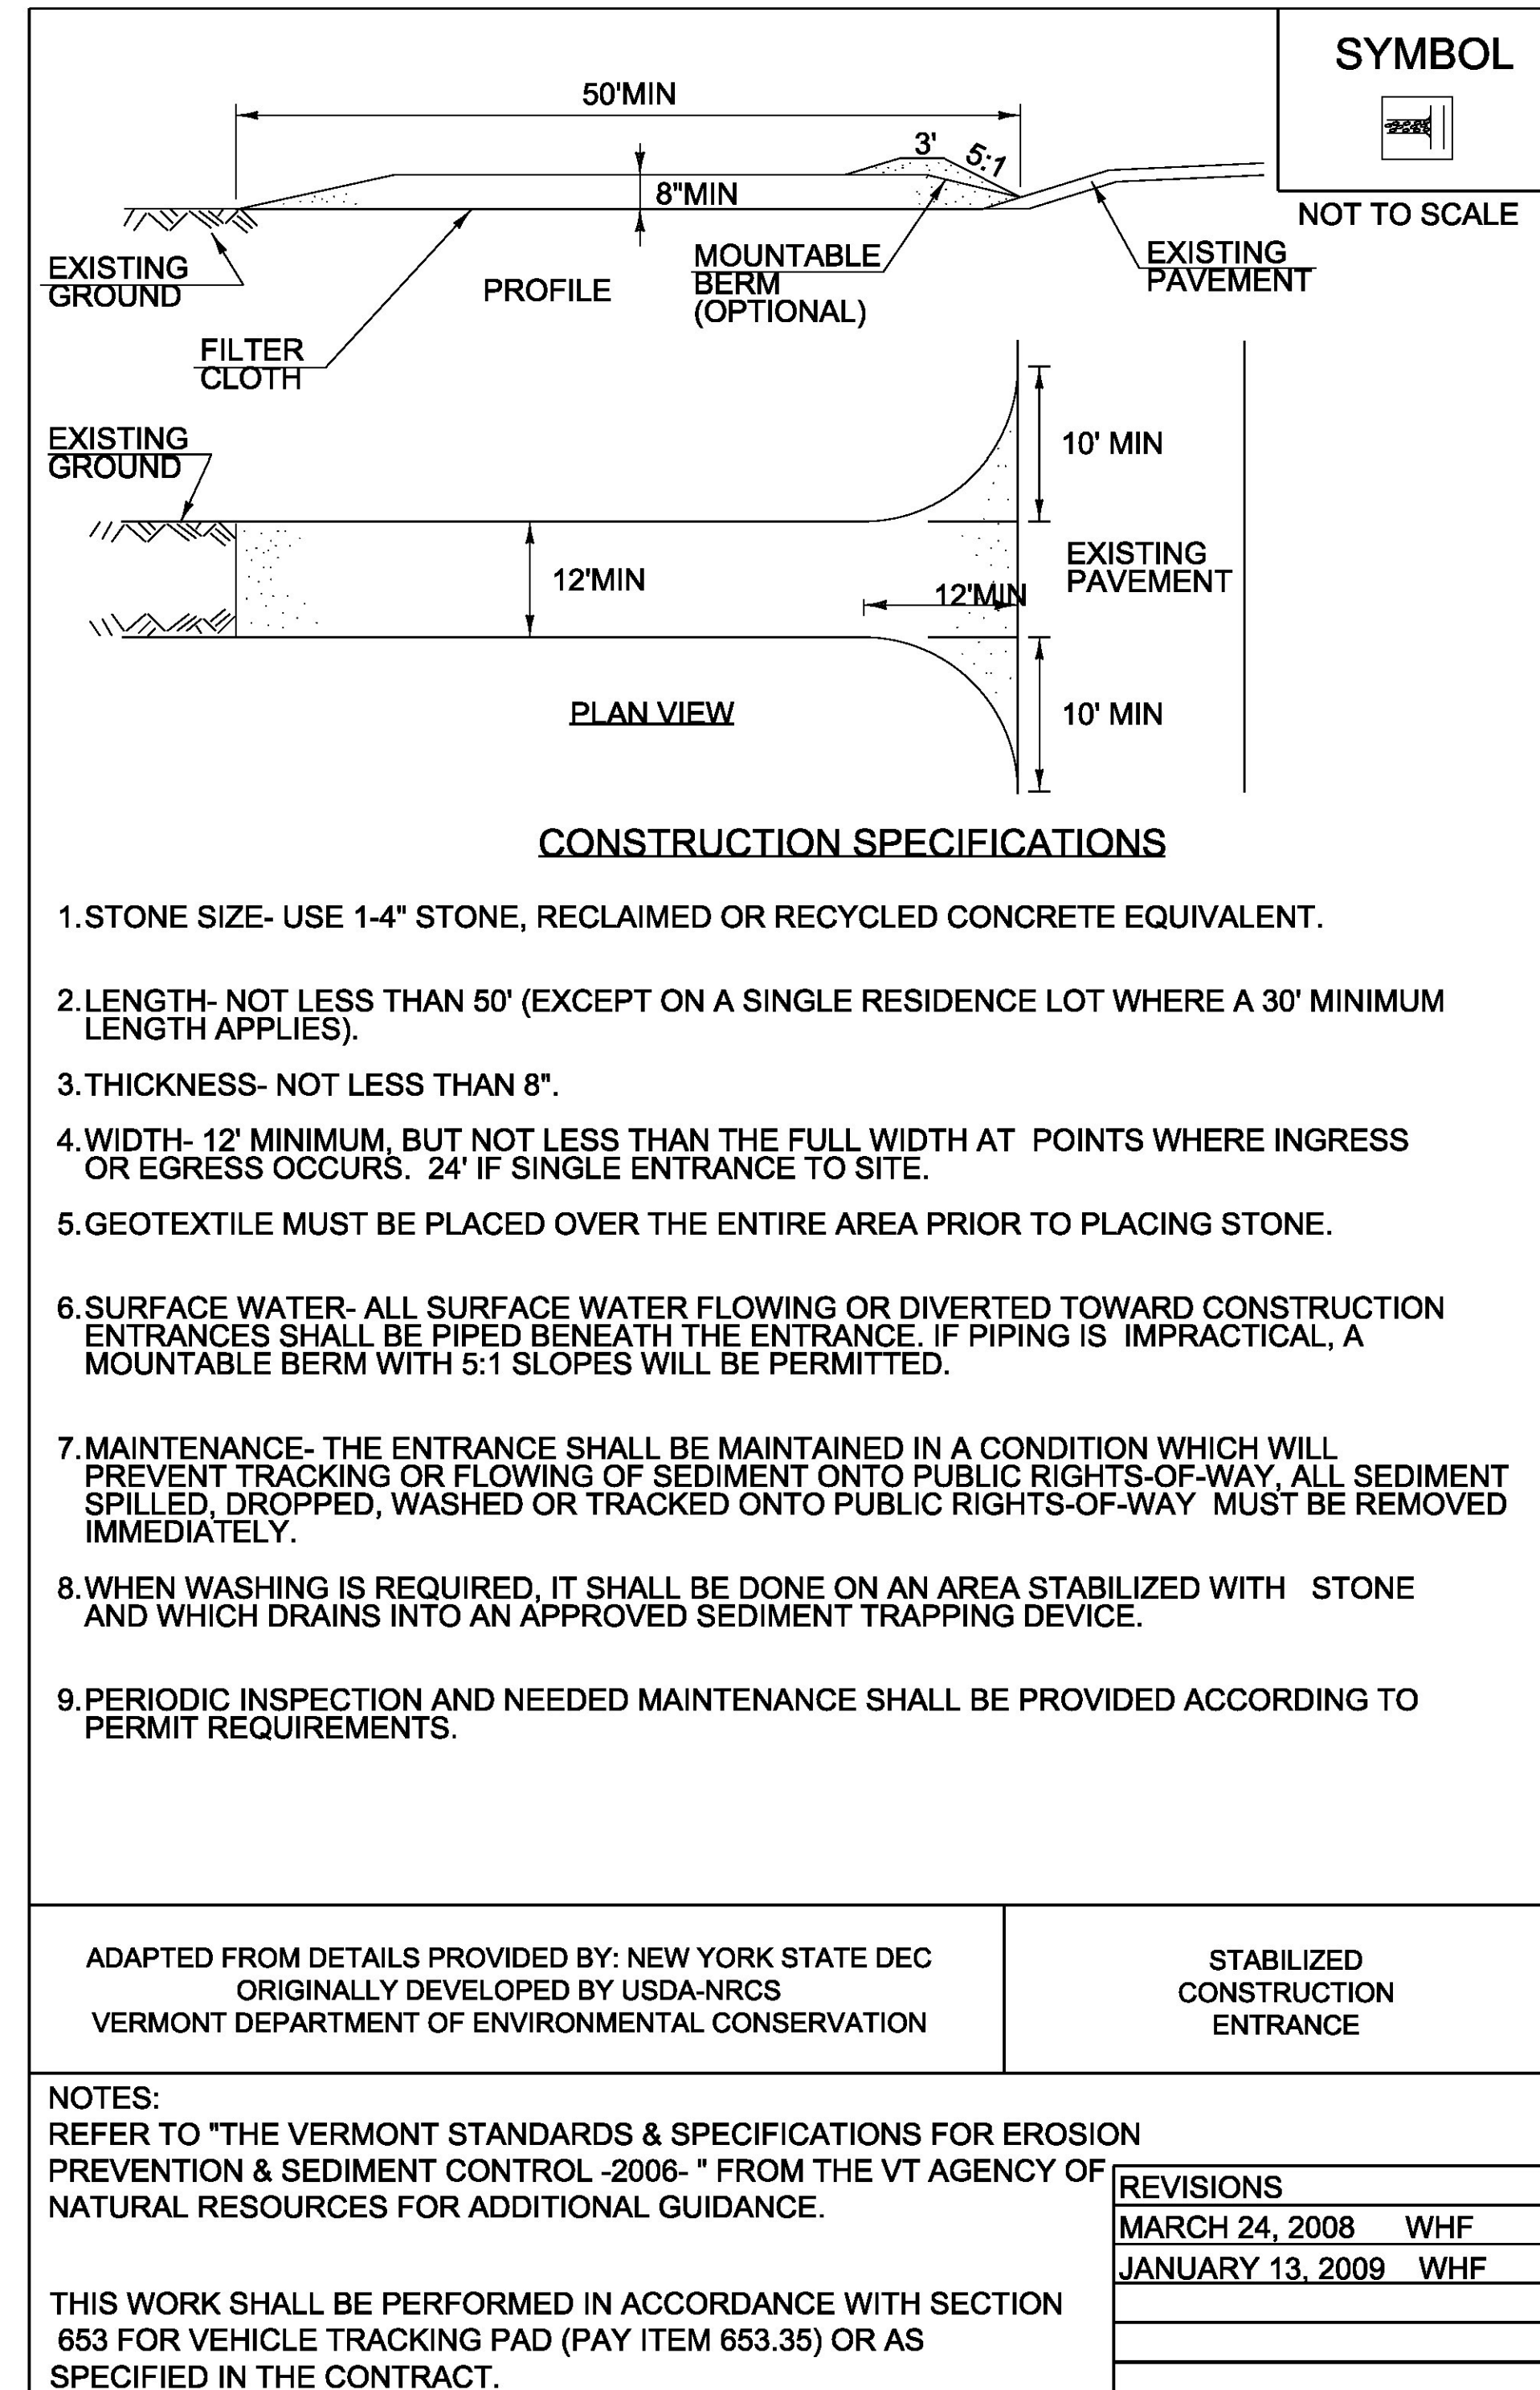 SYMBOL
50'MIN
3'
5:1
8"MIN
NOT TO SCALE
EXISTING
GROUND
PROFILE
MOUNTABLE
BERM
(OPTIONAL)
EXISTING
PAVEMENT
FILTER
CLOTH
EXISTING
GROUND
10' MIN
12'MIN
12'MIN
EXISTING
PAVEMENT
PLAN VIEW
10' MIN
CONSTRUCTION SPECIFICATIONS
1. STONE SIZE- USE 1-4" STONE, RECLAIMED OR RECYCLED CONCRETE EQUIVALENT.
2. LENGTH- NOT LESS THAN 50' (EXCEPT ON A SINGLE RESIDENCE LOT WHERE A 30' MINIMUM
LENGTH APPLIES).
3. THICKNESS- NOT LESS THAN 8".
4. WIDTH- 12' MINIMUM, BUT NOT LESS THAN THE FULL WIDTH AT POINTS WHERE INGRESS
OR EGRESS OCCURS. 24' IF SINGLE ENTRANCE TO SITE.
5. GEOTEXTILE MUST BE PLACED OVER THE ENTIRE AREA PRIOR TO PLACING STONE.
6. SURFACE WATER- ALL SURFACE WATER FLOWING OR DIVERTED TOWARD CONSTRUCTION
ENTRANCES SHALL BE PIPED BENEATH THE ENTRANCE. IF PIPING IS IMPRACTICAL, A
MOUNTABLE BERM WITH 5:1 SLOPES WILL BE PERMITTED.
7. MAINTENANCE- THE ENTRANCE SHALL BE MAINTAINED IN A CONDITION WHICH WILL
PREVENT TRACKING OR FLOWING OF SEDIMENT ONTO PUBLIC RIGHTS-OF-WAY, ALL SEDIMENT
SPILLED, DROPPED, WASHED OR TRACKED ONTO PUBLIC RIGHTS-OF-WAY MUST BE REMOVED
IMMEDIATELY.
8. WHEN WASHING IS REQUIRED, IT SHALL BE DONE ON AN AREA STABILIZED WITH STONE
AND WHICH DRAINS INTO AN APPROVED SEDIMENT TRAPPING DEVICE.
9. PERIODIC INSPECTION AND NEEDED MAINTENANCE SHALL BE PROVIDED ACCORDING TO
PERMIT REQUIREMENTS.
ADAPTED FROM DETAILS PROVIDED BY: NEW YORK STATE DEC
ORIGINALLY DEVELOPED BY USDA-NRCS
VERMONT DEPARTMENT OF ENVIRONMENTAL CONSERVATION
STABILIZED
CONSTRUCTION
ENTRANCE
NOTES:
REFER TO "THE VERMONT STANDARDS & SPECIFICATIONS FOR EROSION
PREVENTION & SEDIMENT CONTROL -2006- " FROM THE VT AGENCY OF
NATURAL RESOURCES FOR ADDITIONAL GUIDANCE.
THIS WORK SHALL BE PERFORMED IN ACCORDANCE WITH SECTION
653 FOR VEHICLE TRACKING PAD (PAY ITEM 653.35) OR AS
SPECIFIED IN THE CONTRACT.
REVISIONS
MARCH 24, 2008 WHF
JANUARY 13, 2009 WHF